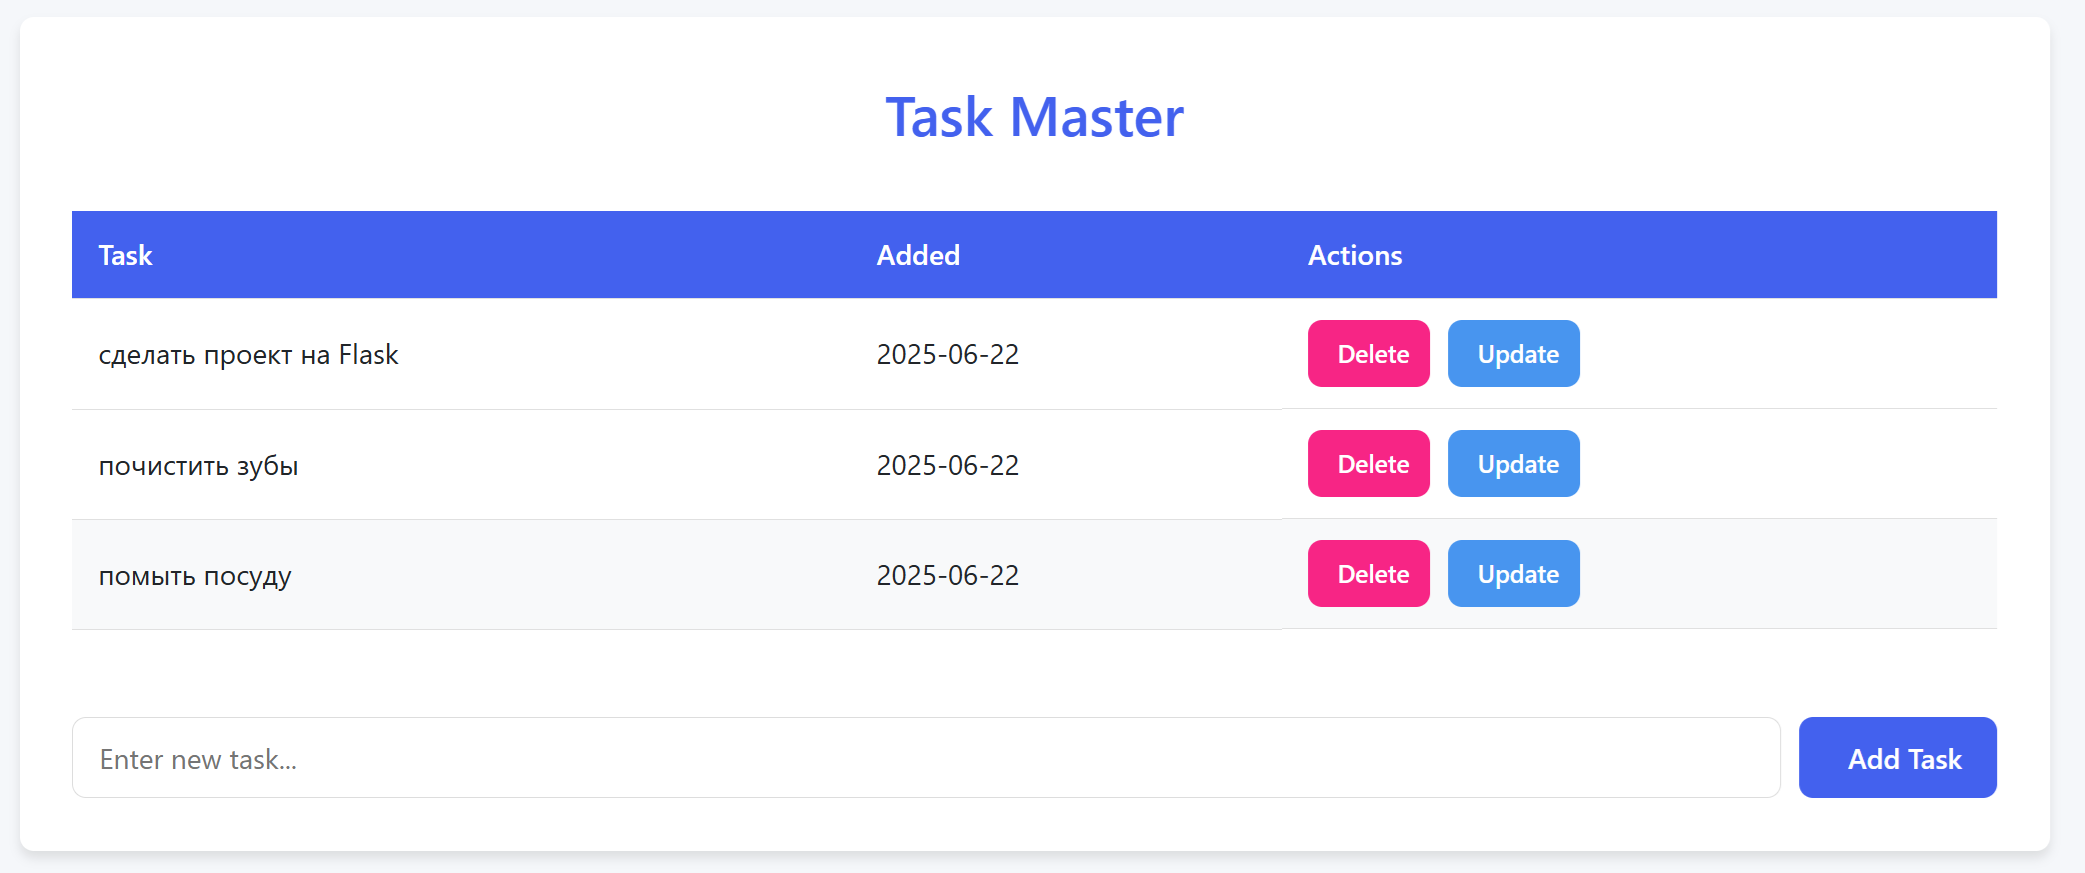 Task Master
Task Added Actions
сделать проект на Flask 2025-06-22 Delete Update
почистить зубы 2025-06-22 Delete Update
помыть посуду 2025-06-22 Delete Update
Enter new task... Add Task